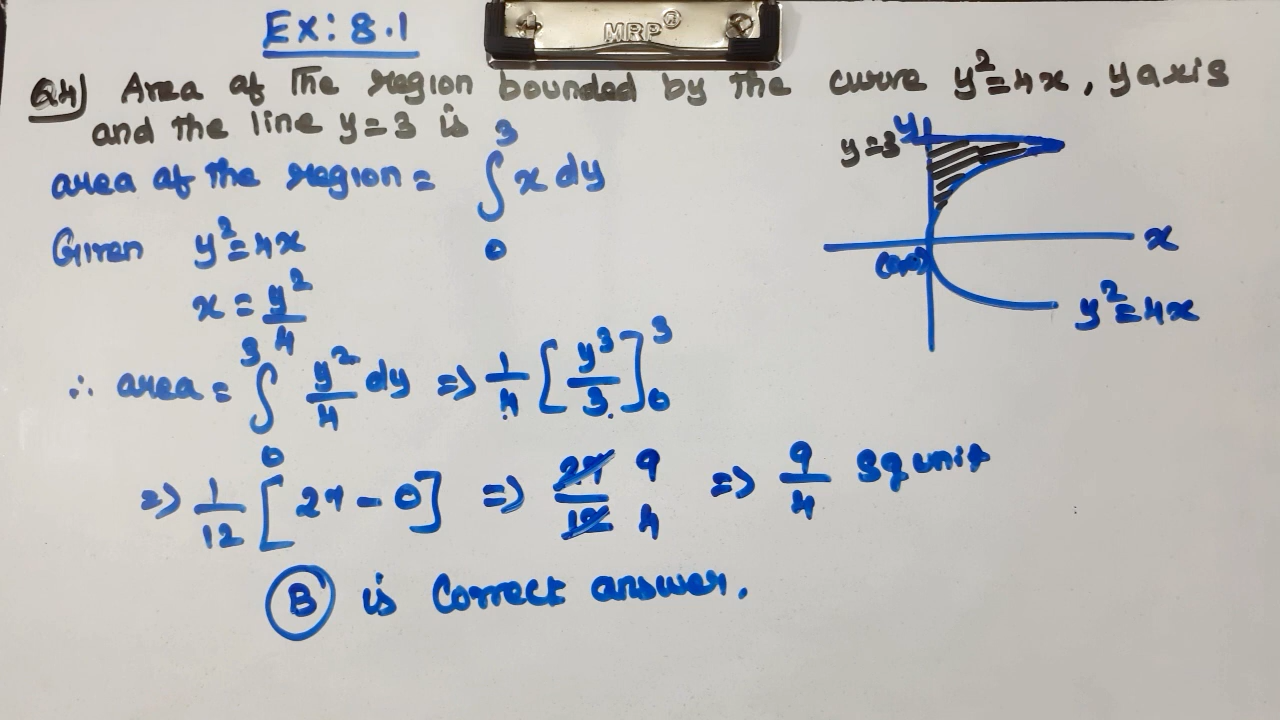 Ex: 8.1
MRP®
Q4) Area of the region bounded by the curve y²=4x, y axis
and the line y=3 is
area of the region = ∫₀³ x dy
Given y²=4x
x = y²/4
∴ area = ∫₀³ y²/4 dy => 1/4 [y³/3]₀³
=> 1/12 [27 - 0] => 27/12 9/4 => 9/4 sq unit
B is correct answer.
y=3
y
x
(0,0)
y²=4x